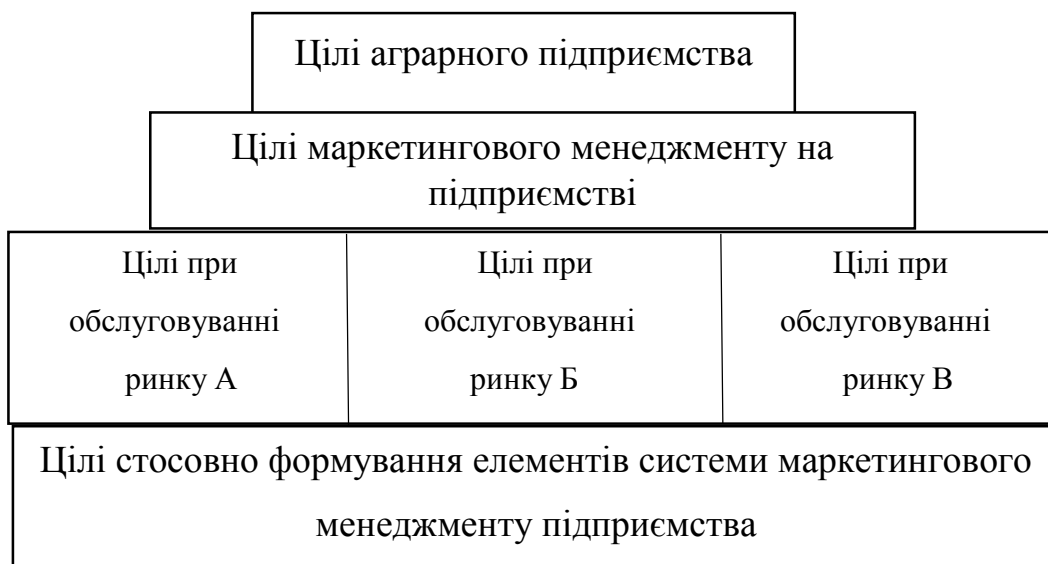 Цілі аграрного підприємства
Цілі маркетингового менеджменту на
підприємстві
Цілі при
обслуговуванні
ринку А
Цілі при
обслуговуванні
ринку Б
Цілі при
обслуговуванні
ринку В
Цілі стосовно формування елементів системи маркетингового
менеджменту підприємства